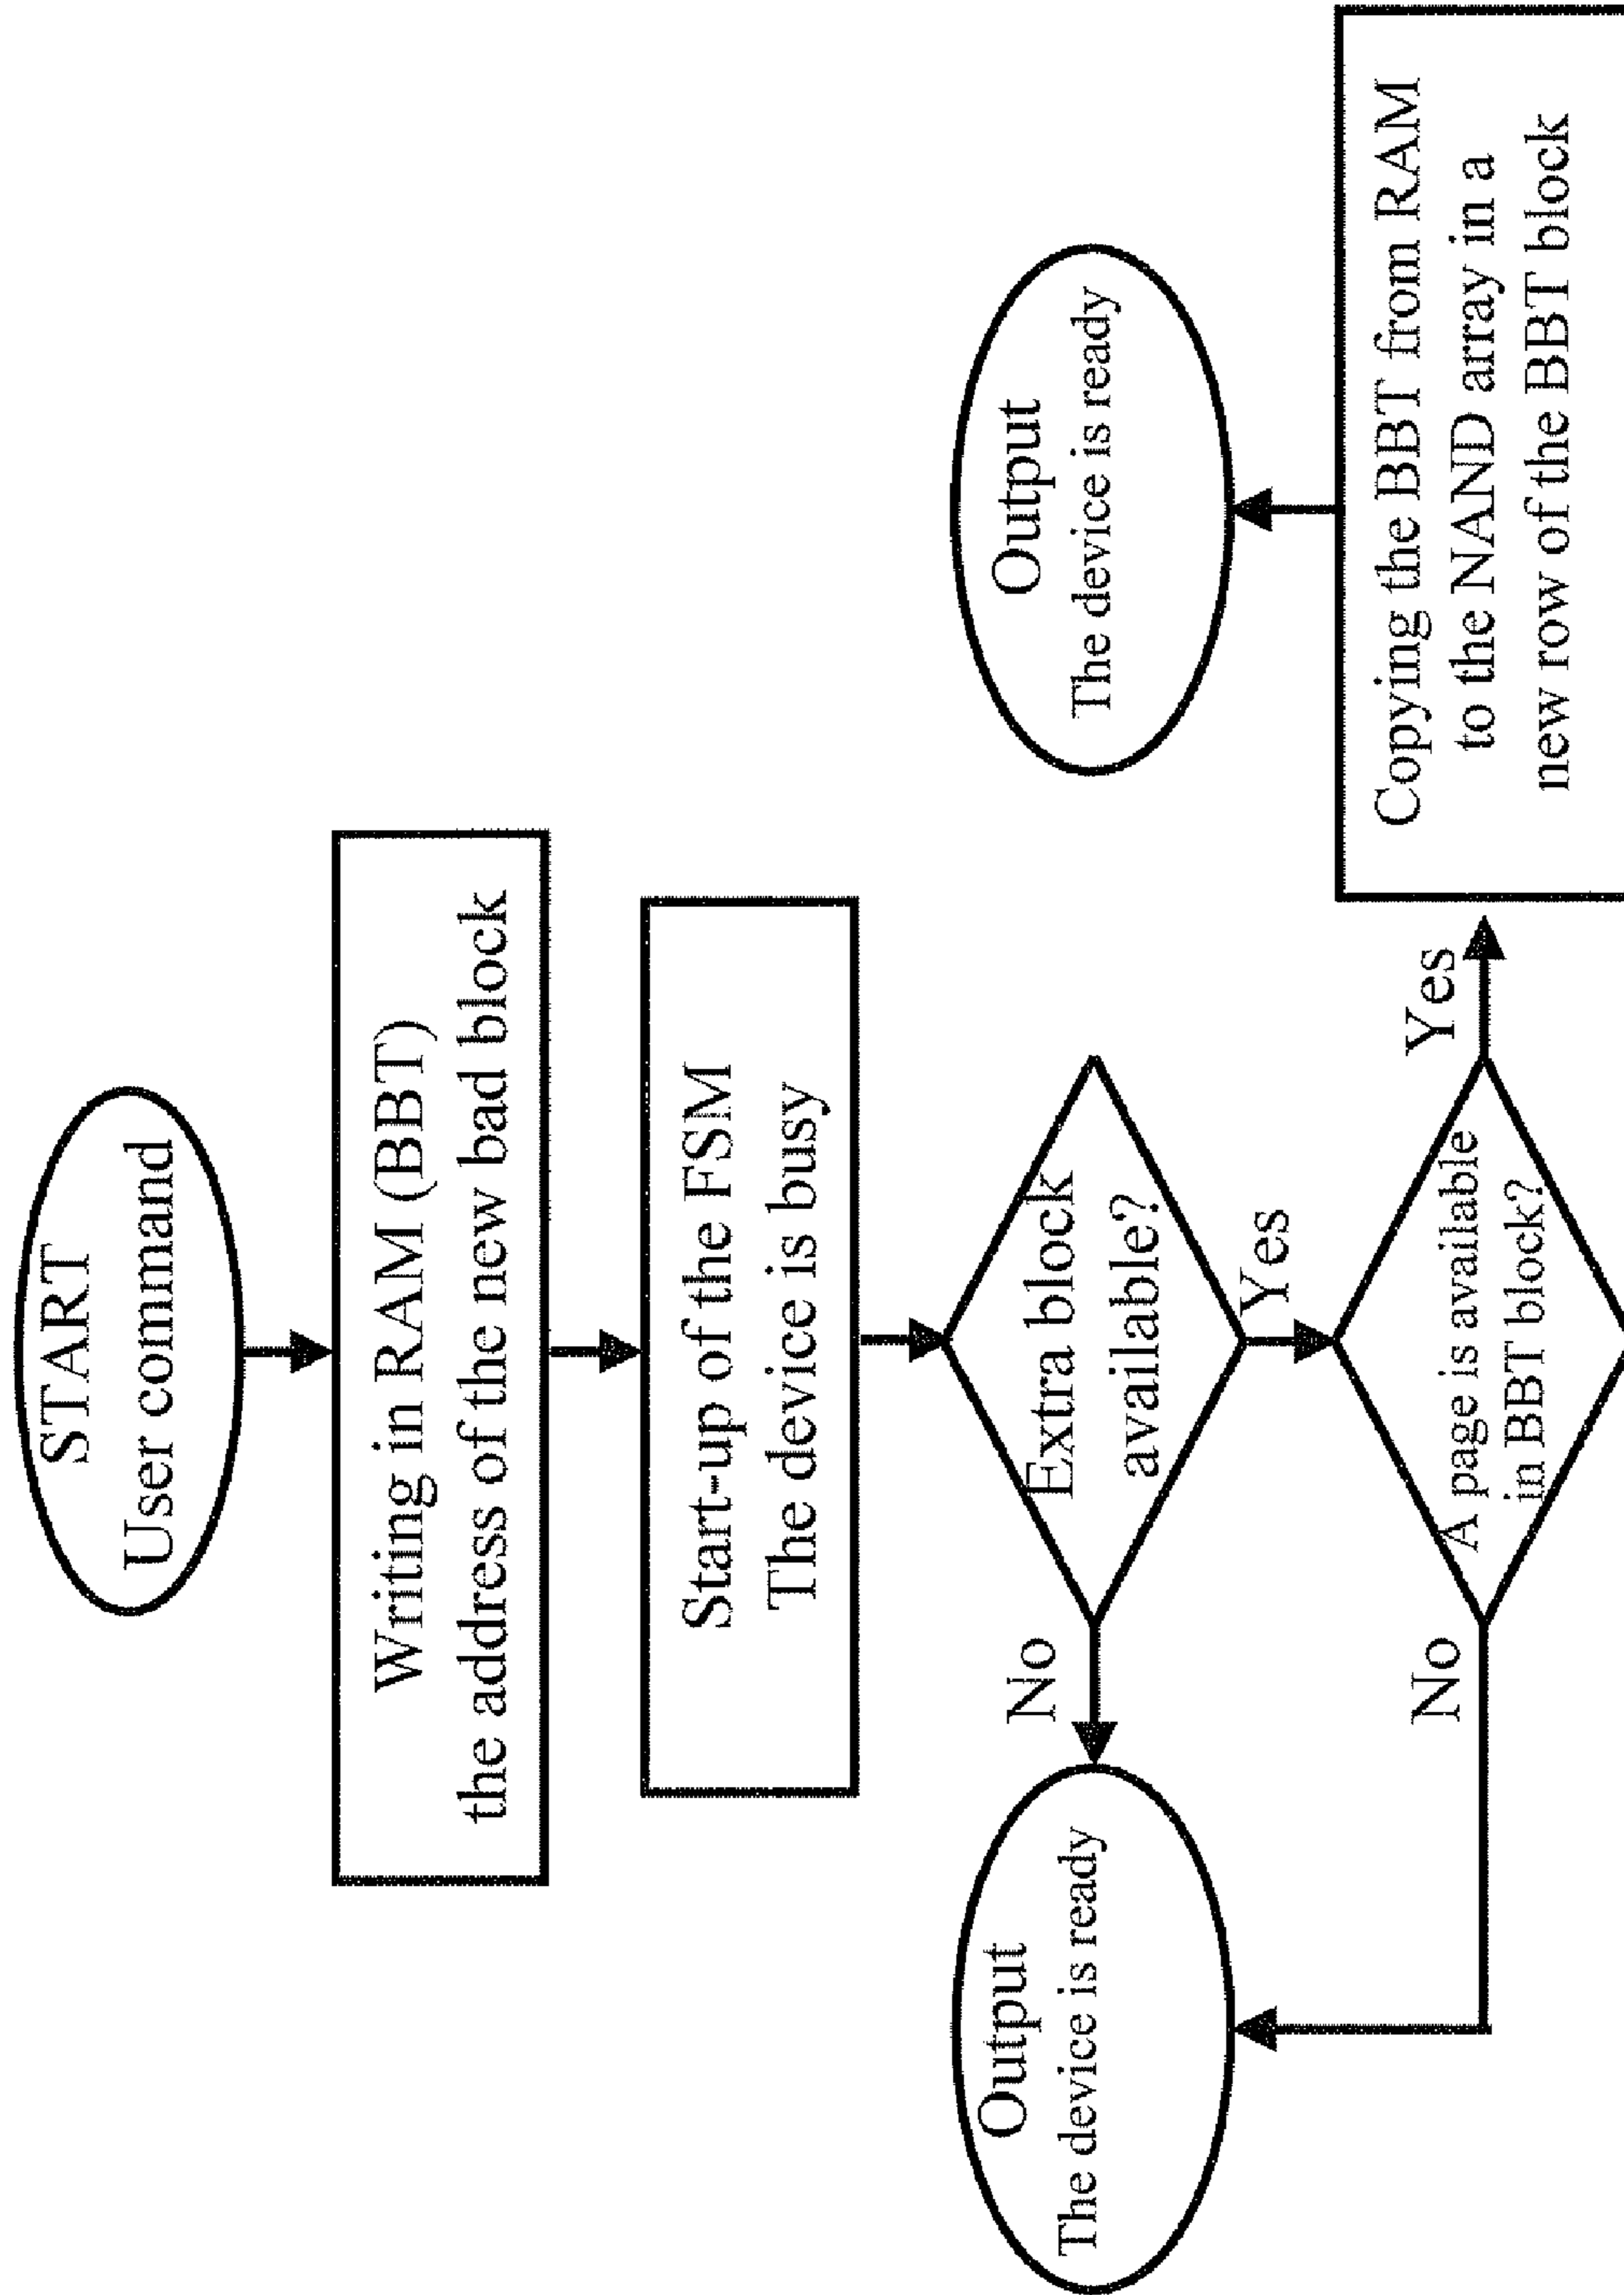 START
User command
Writing in RAM (BBT)
the address of the new bad block
Start-up of the FSM
The device is busy
Extra block
available?
No
Yes
Output
The device is ready
A page is available
in BBT block?
No
Yes
Copying the BBT from RAM
to the NAND array in a
new row of the BBT block
Output
The device is ready